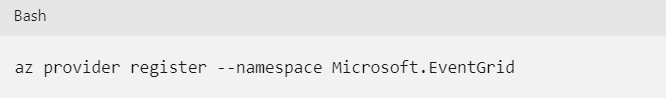 Bash
az provider register --namespace Microsoft.EventGrid